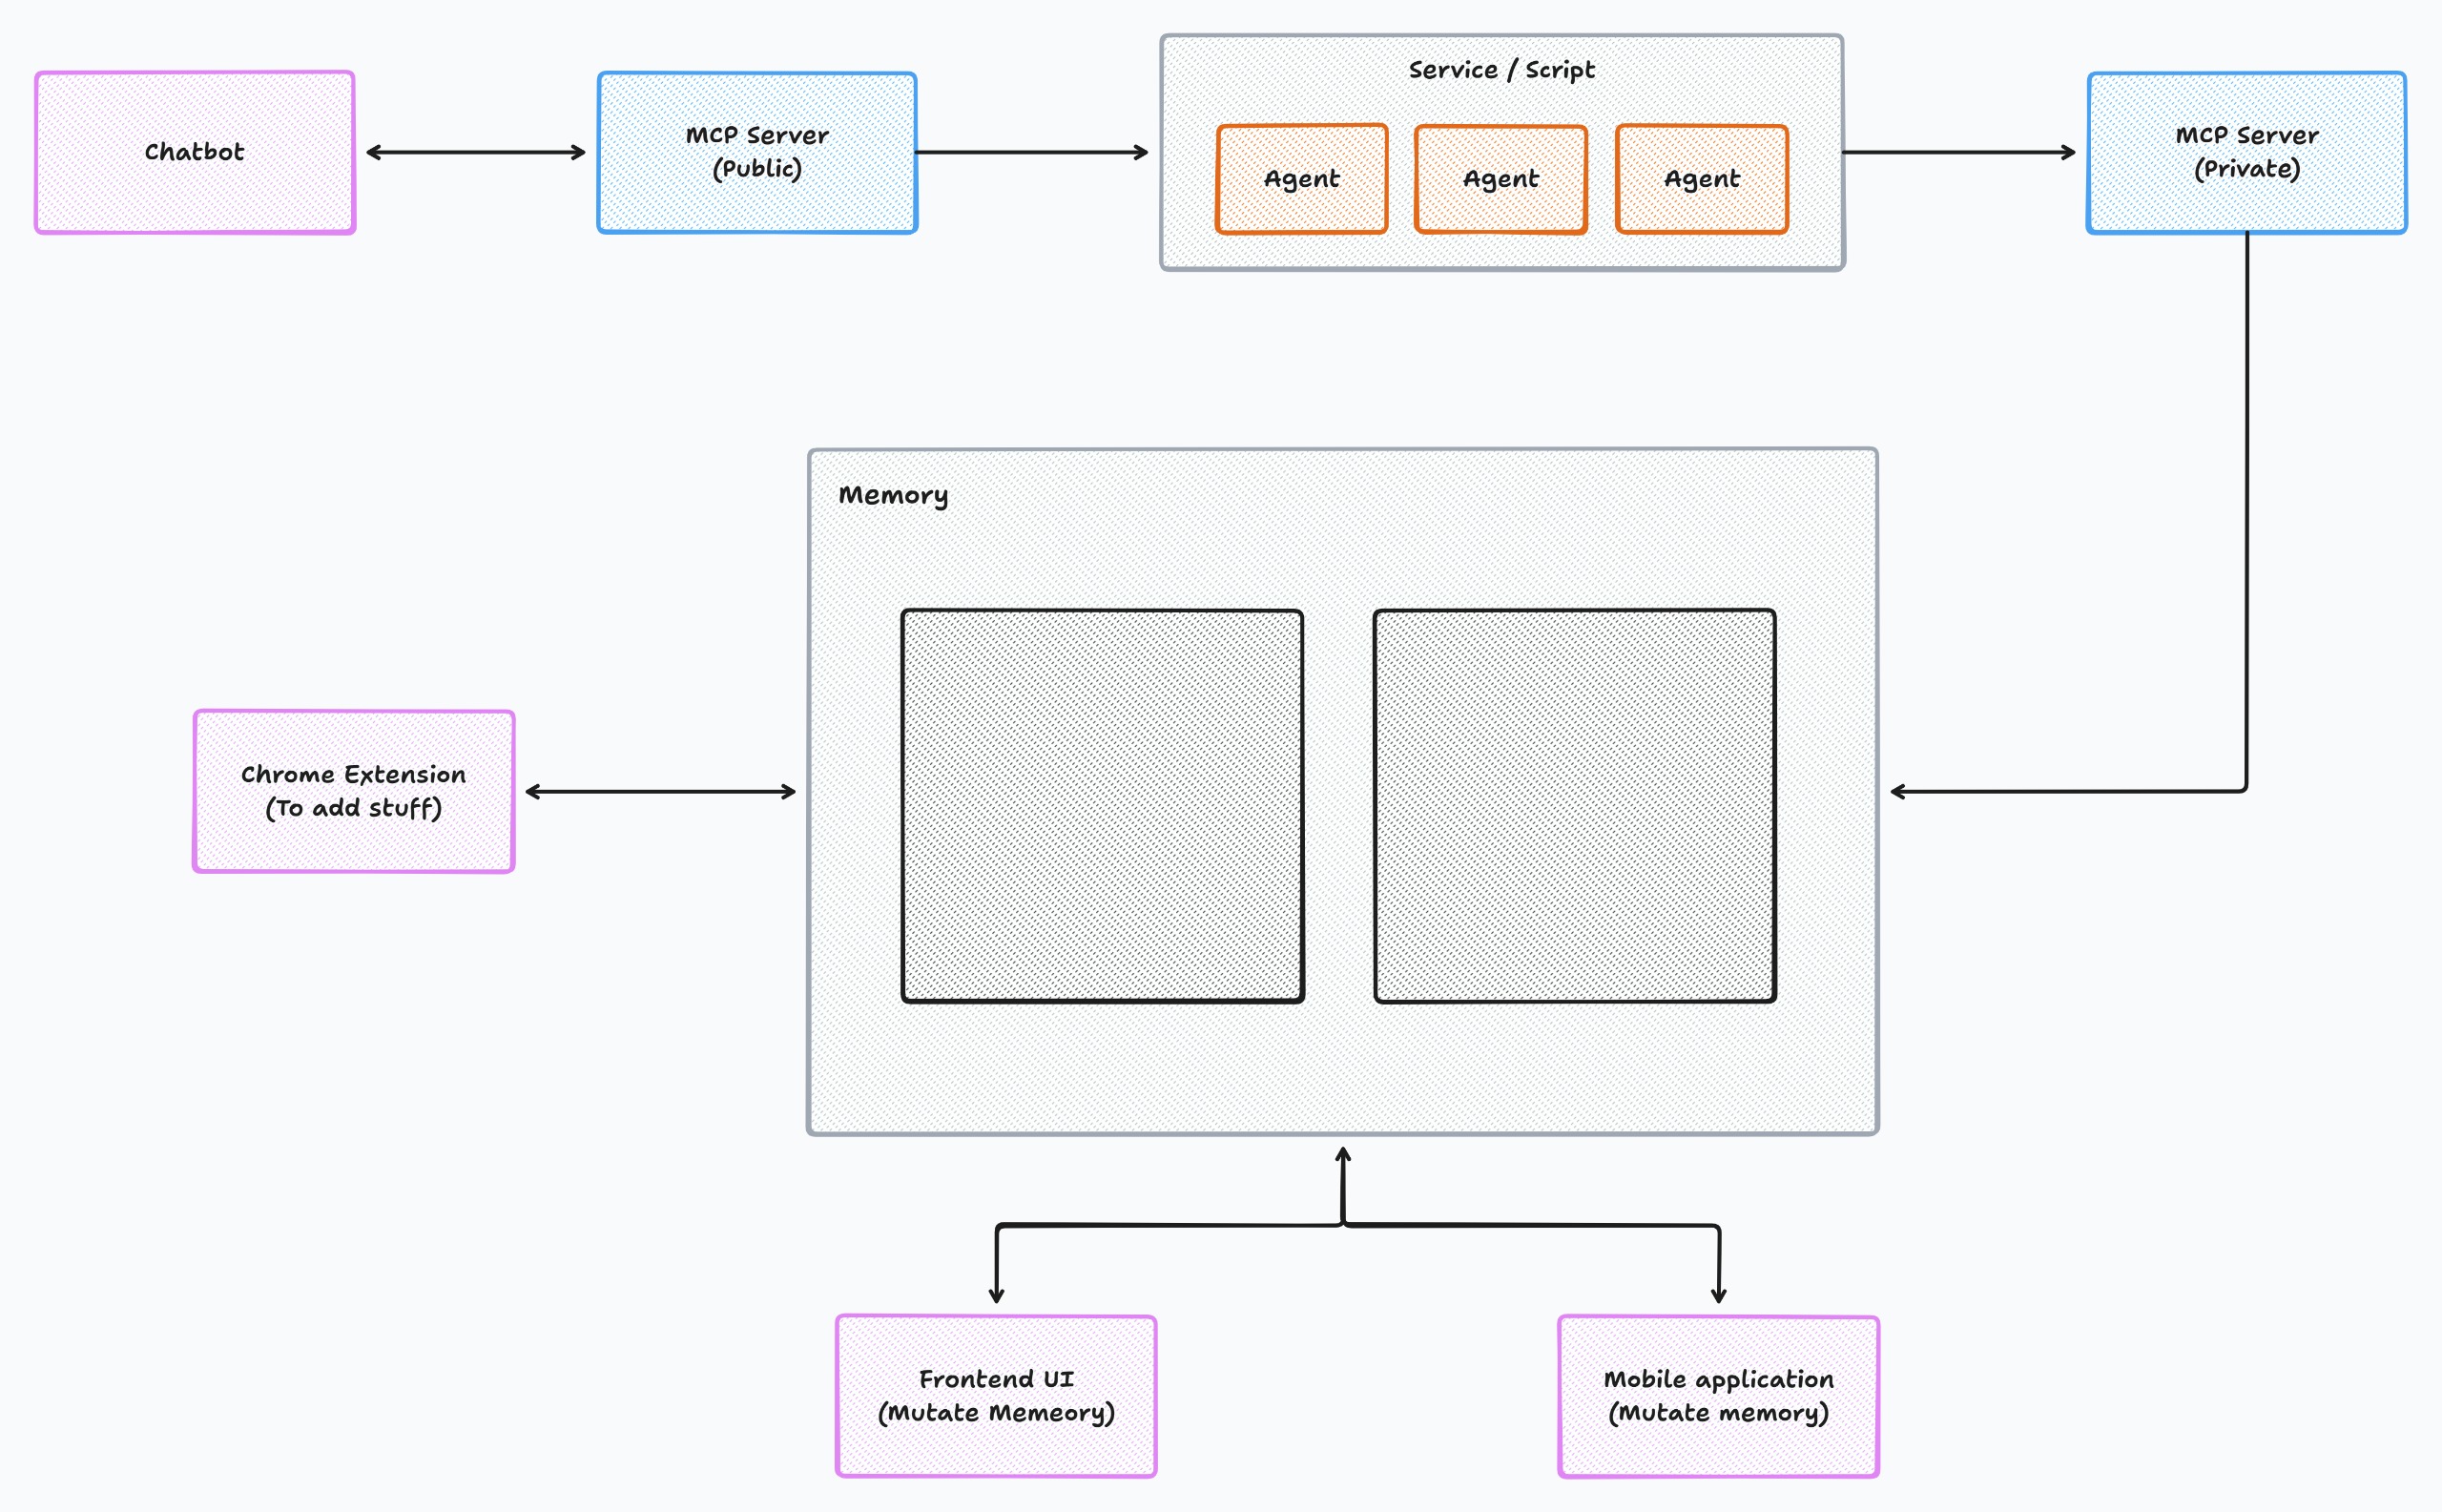 Service / Script
Chatbot
MCP Server
(Public)
Agent
Agent
Agent
MCP Server
(Private)
Memory
Chrome Extension
(To add stuff)
Frontend UI
(Mutate Memeory)
Mobile application
(Mutate memory)